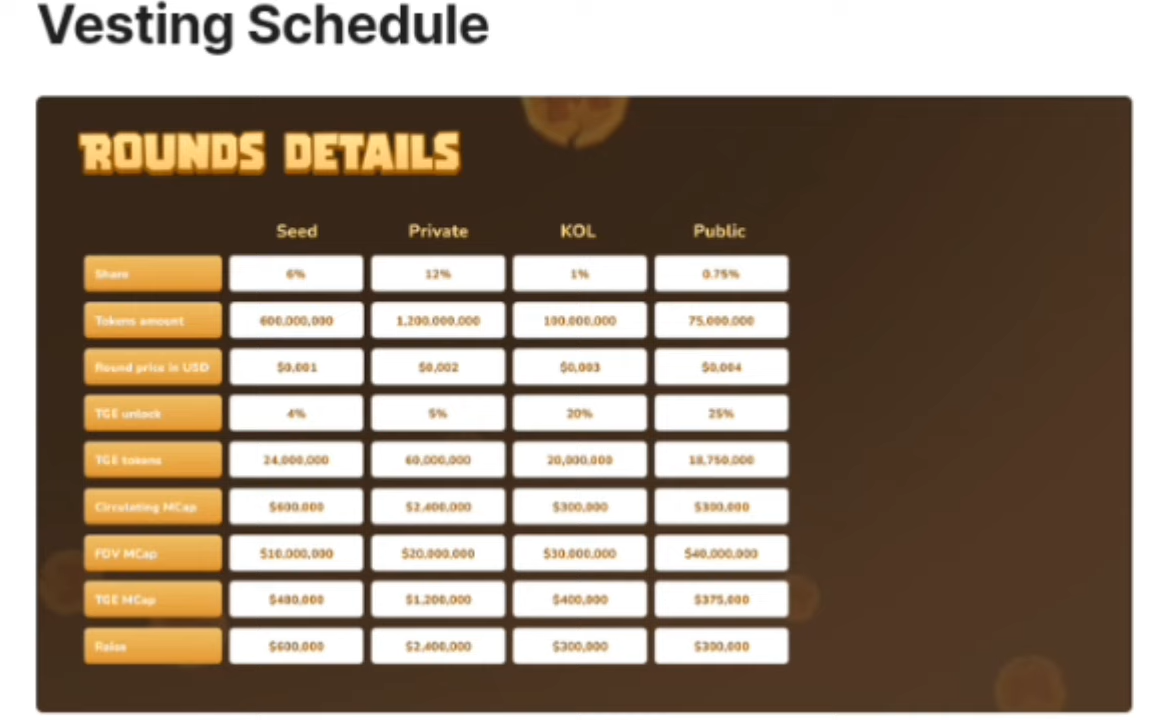 Vesting Schedule
ROUNDS DETAILS
Seed Private KOL Public
Share 6% 12% 1% 0.75%
Tokens amount 600,000,000 1,200,000,000 100,000,000 75,000,000
Round price in USD $0,001 $0,002 $0,003 $0,004
TGE unlock 4% 5% 20% 25%
TGE tokens 24,000,000 60,000,000 20,000,000 18,750,000
Circulating MCap $600,000 $2,400,000 $300,000 $300,000
FDV MCap $10,000,000 $20,000,000 $30,000,000 $40,000,000
TGE MCap $480,000 $1,200,000 $400,000 $375,000
Raise $600,000 $2,400,000 $300,000 $300,000